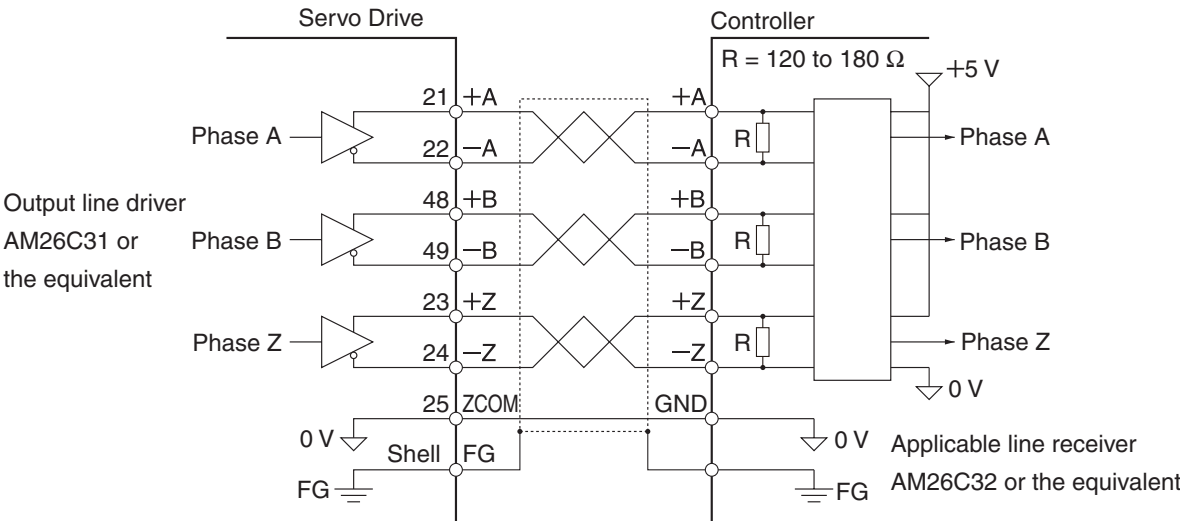 Servo Drive
Controller
R = 120 to 180 Ω
+5 V
21 +A
+A
Phase A
R
Phase A
22 −A
−A
48 +B
+B
Output line driver
AM26C31 or
the equivalent
Phase B
R
Phase B
49 −B
−B
23 +Z
+Z
Phase Z
R
Phase Z
24 −Z
−Z
0 V
25 ZCOM
GND
0 V
0 V
Shell FG
FG
FG
Applicable line receiver
AM26C32 or the equivalent